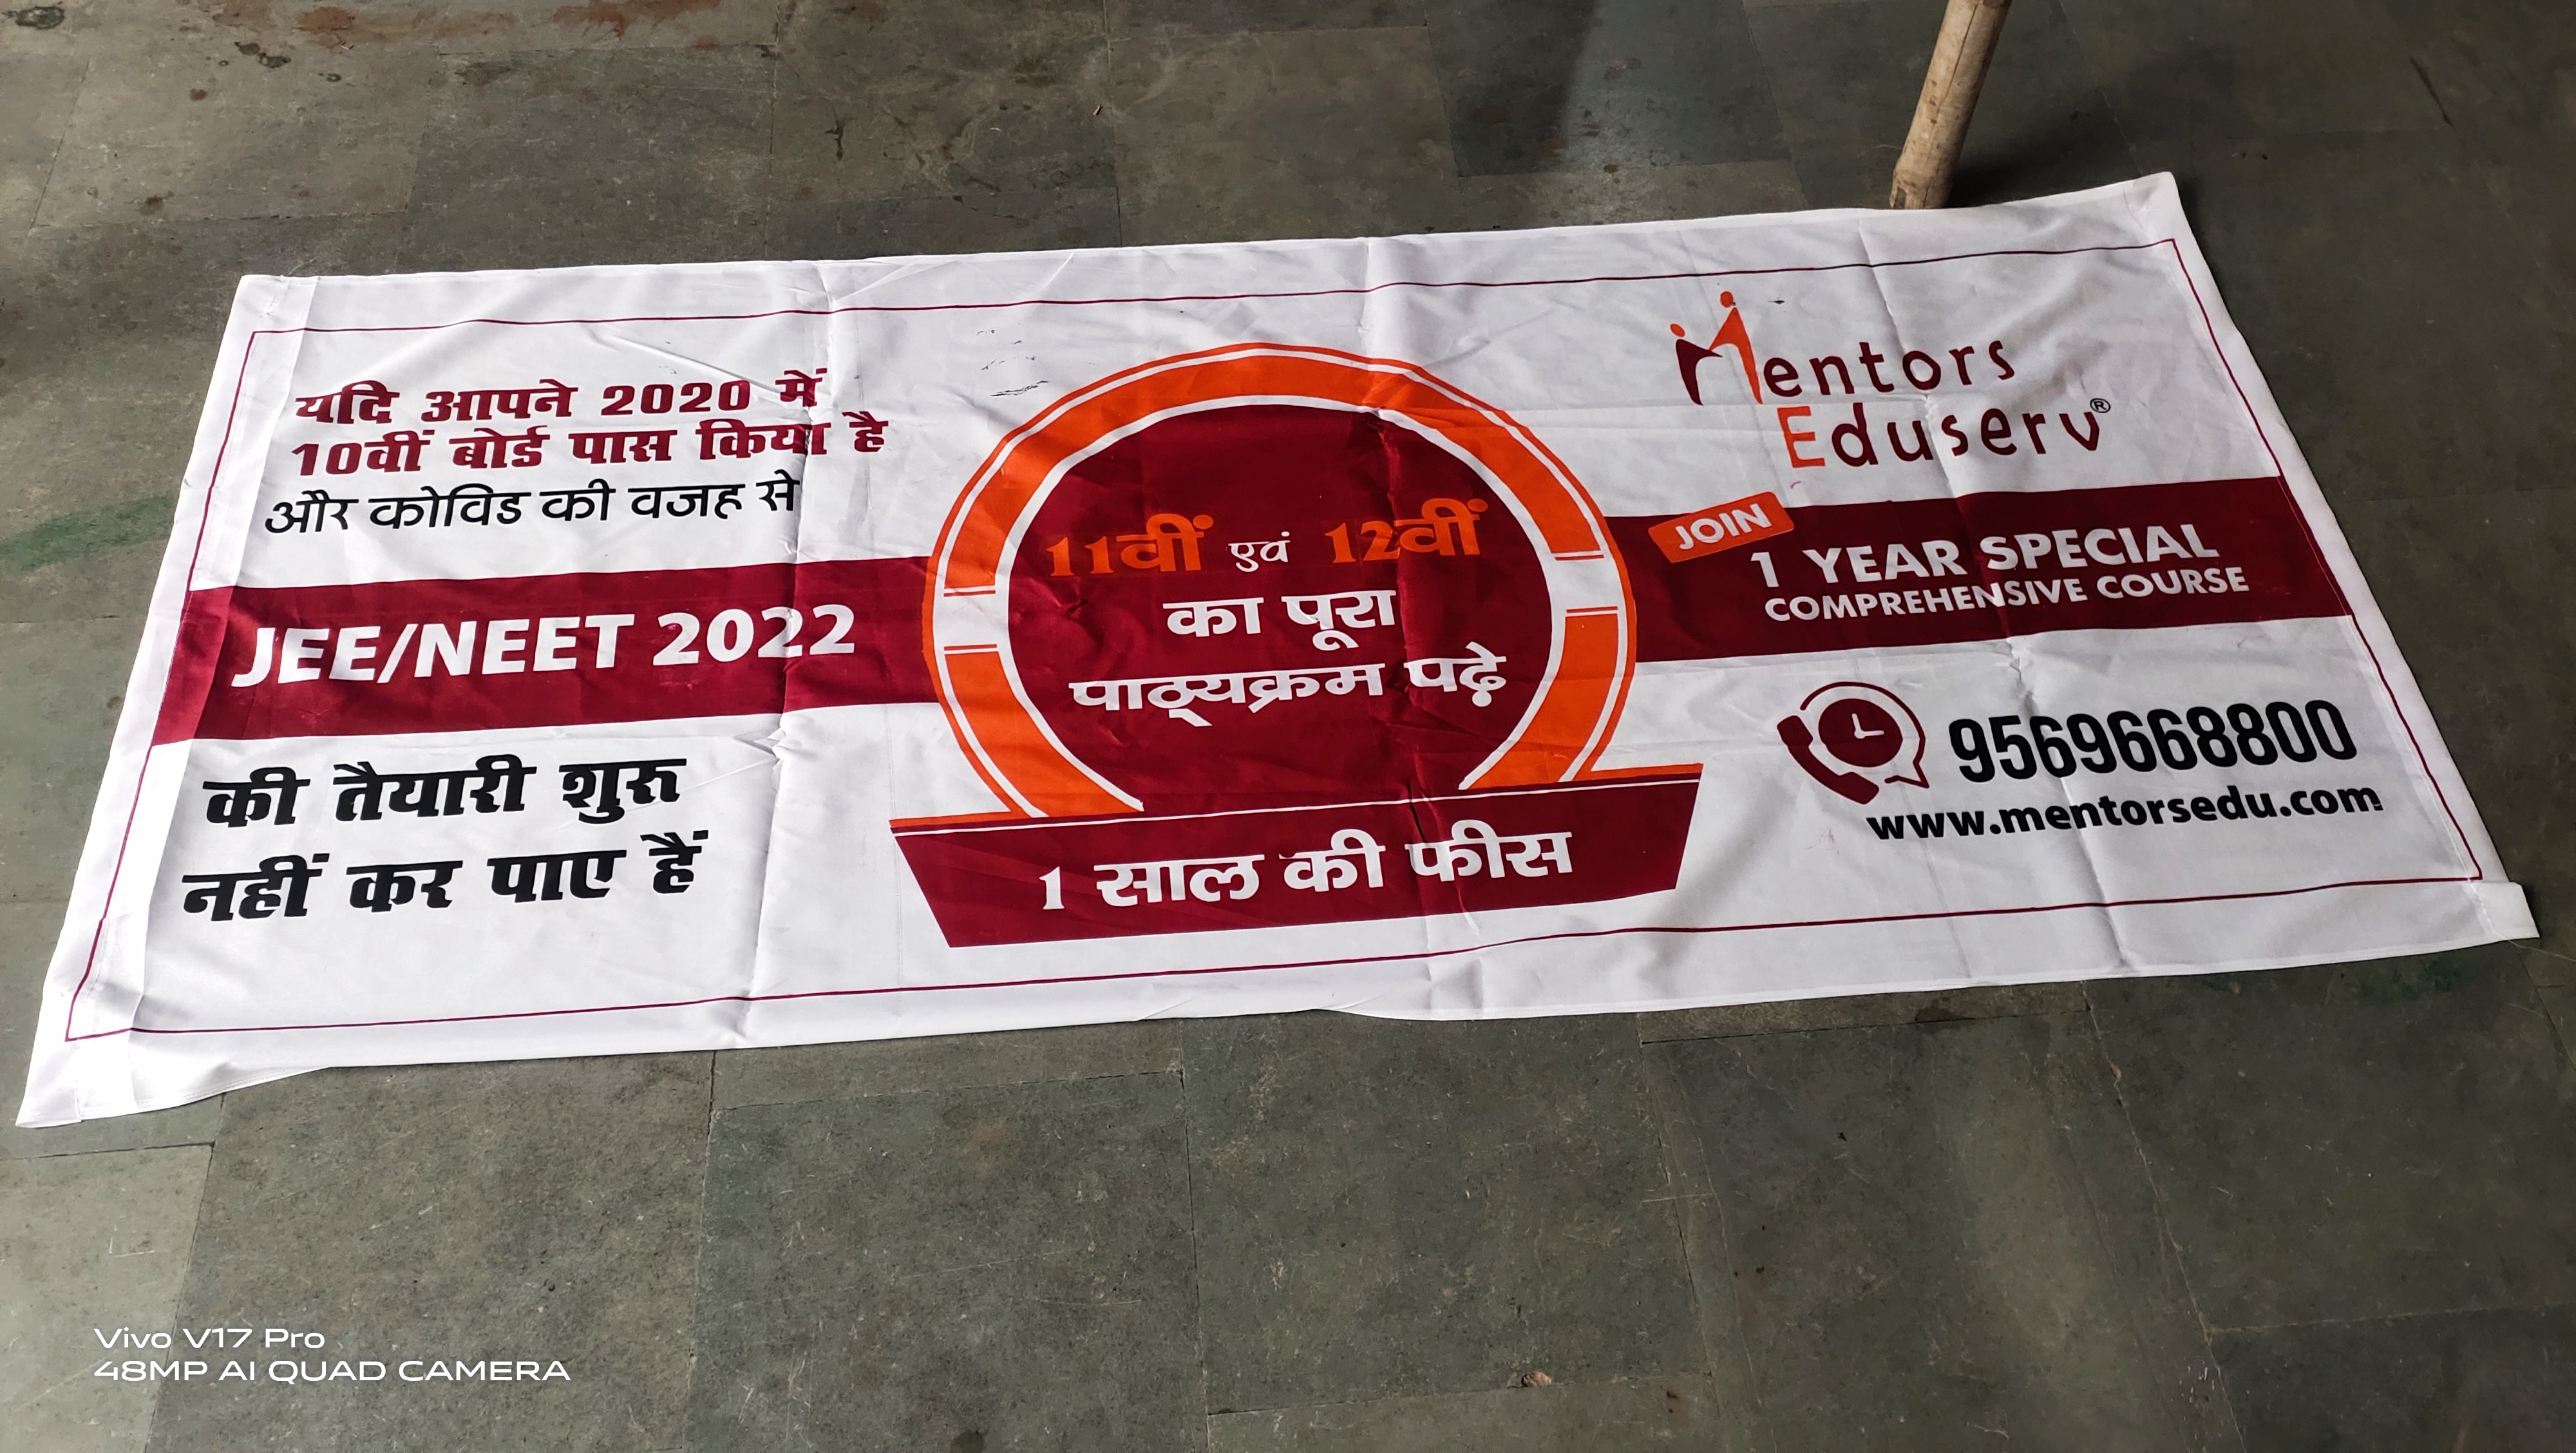 यदि आपने 2020 में
10वीं बोर्ड पास किया है
और कोविड की वजह से
JEE/NEET 2022
की तैयारी शुरू
नहीं कर पाए हैं
11वीं एवं 12वीं
का पूरा
पाठ्यक्रम पढ़े
1 साल की फीस
Mentors
Eduserv®
JOIN
1 YEAR SPECIAL
COMPREHENSIVE COURSE
9569668800
www.mentorsedu.com
Vivo V17 Pro
48MP AI QUAD CAMERA